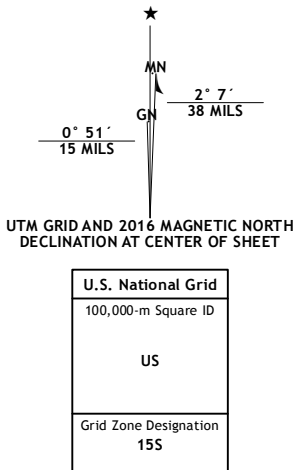 MN
2° 7´
38 MILS
GN
0° 51´
15 MILS
UTM GRID AND 2016 MAGNETIC NORTH
DECLINATION AT CENTER OF SHEET
U.S. National Grid
100,000-m Square ID
US
Grid Zone Designation
15S